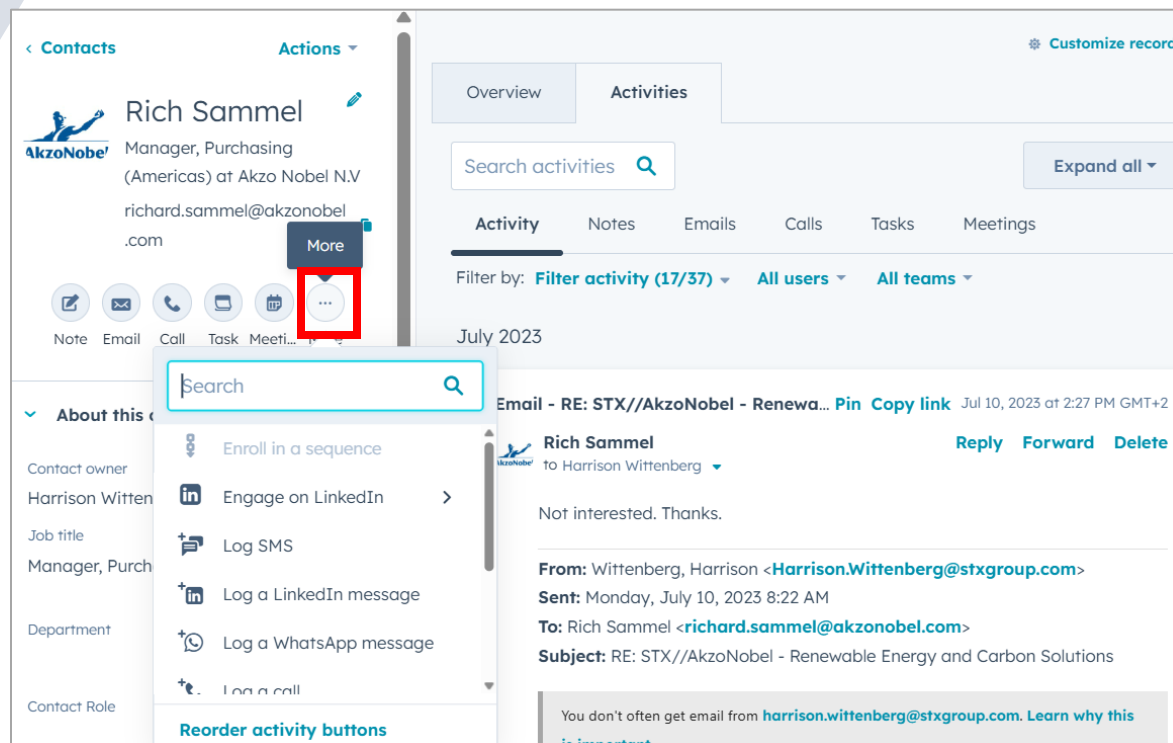 Contacts
Actions
Rich Sammel
AkzoNobel
Manager, Purchasing
(Americas) at Akzo Nobel N.V
richard.sammel@akzonobel
.com
More
Note Email Call Task Meeti...
Search
Enroll in a sequence
Engage on LinkedIn
Log SMS
Log a LinkedIn message
Log a WhatsApp message
Log a call
Reorder activity buttons
About this
Contact owner
Harrison Witten
Job title
Manager, Purch
Department
Contact Role
Customize record
Overview Activities
Search activities
Expand all
Activity Notes Emails Calls Tasks Meetings
Filter by: Filter activity (17/37) All users All teams
July 2023
Email - RE: STX//AkzoNobel - Renewa... Pin Copy link Jul 10, 2023 at 2:27 PM GMT+2
AkzoNobel
Rich Sammel
Reply Forward Delete
to Harrison Wittenberg
Not interested. Thanks.
From: Wittenberg, Harrison <Harrison.Wittenberg@stxgroup.com>
Sent: Monday, July 10, 2023 8:22 AM
To: Rich Sammel <richard.sammel@akzonobel.com>
Subject: RE: STX//AkzoNobel - Renewable Energy and Carbon Solutions
You don't often get email from harrison.wittenberg@stxgroup.com. Learn why this
is important